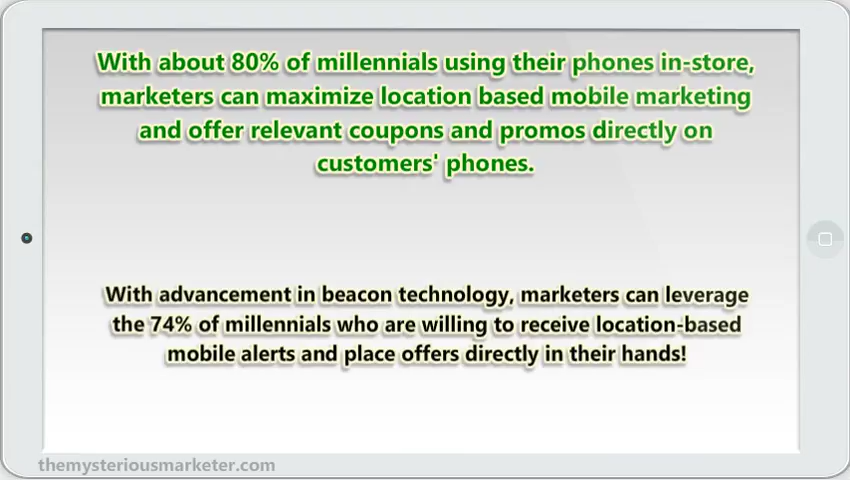 With about 80% of millennials using their phones in-store,
marketers can maximize location based mobile marketing
and offer relevant coupons and promos directly on
customers' phones.
With advancement in beacon technology, marketers can leverage
the 74% of millennials who are willing to receive location-based
mobile alerts and place offers directly in their hands!
themysteriousmarketer.com